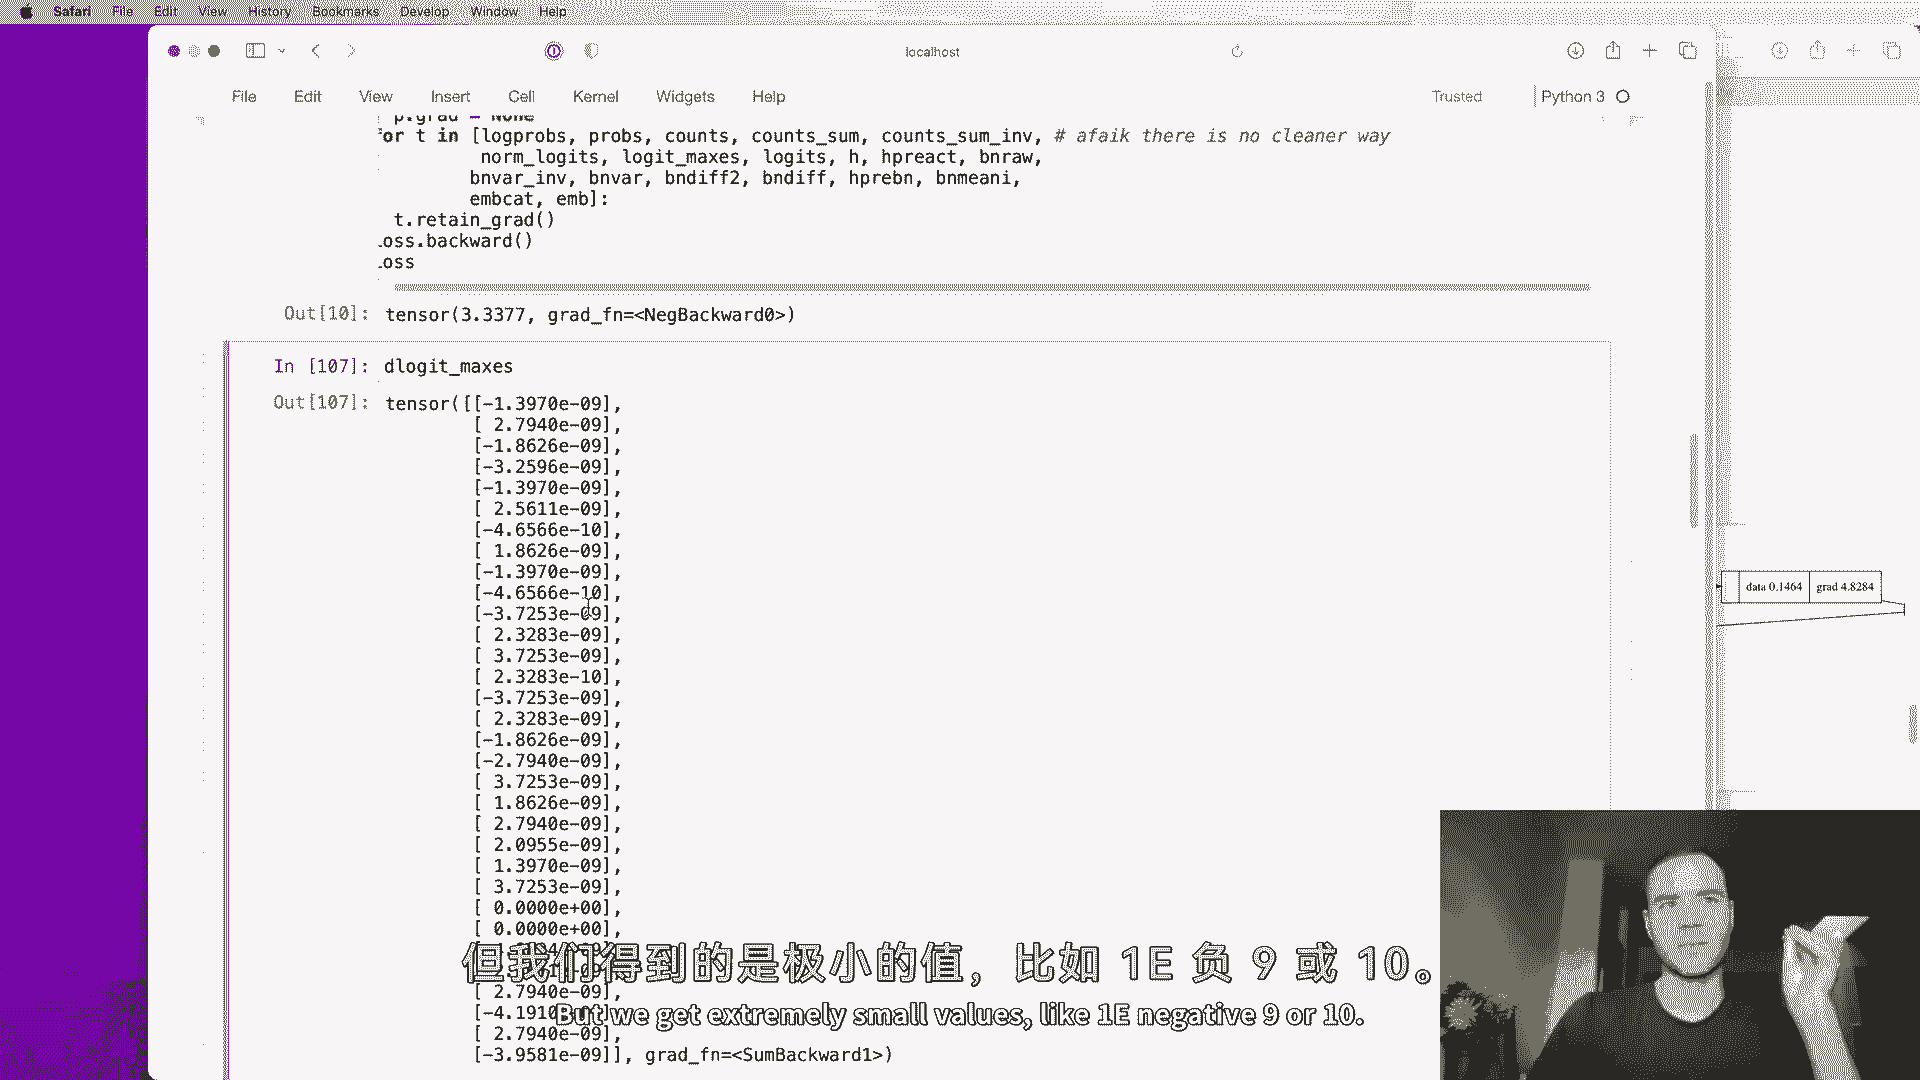 Safari File Edit View History Bookmarks Develop Window Help
localhost
File Edit View Insert Cell Kernel Widgets Help Trusted Python 3
p.grad = None
or t in [logprobs, probs, counts, counts_sum, counts_sum_inv, # afaik there is no cleaner way
norm_logits, logit_maxes, logits, h, hpreact, bnraw,
bnvar_inv, bnvar, bndiff2, bndiff, hprebn, bnmeani,
embcat, emb]:
t.retain_grad()
oss.backward()
oss
Out[10]: tensor(3.3377, grad_fn=<NegBackward0>)
In [107]: dlogit_maxes
Out[107]: tensor([[-1.3970e-09],
[ 2.7940e-09],
[-1.8626e-09],
[-3.2596e-09],
[-1.3970e-09],
[ 2.5611e-09],
[-4.6566e-10],
[ 1.8626e-09],
[-1.3970e-09],
[-4.6566e-10],
[-3.7253e-09],
[ 2.3283e-09],
[ 3.7253e-09],
[ 2.3283e-10],
[-3.7253e-09],
[ 2.3283e-09],
[-1.8626e-09],
[-2.7940e-09],
[ 3.7253e-09],
[ 1.8626e-09],
[ 2.7940e-09],
[ 2.0955e-09],
[ 1.3970e-09],
[ 3.7253e-09],
[ 0.0000e+00],
[ 0.0000e+00],
[ 2.7940e-09],
[ 2.7940e-09],
[-3.9581e-09]], grad_fn=<SumBackward1>)
data 0.1464 grad 4.8284
但我们得到的是极小的值，比如 1E 负 9 或 10。
But we get extremely small values, like 1E negative 9 or 10.